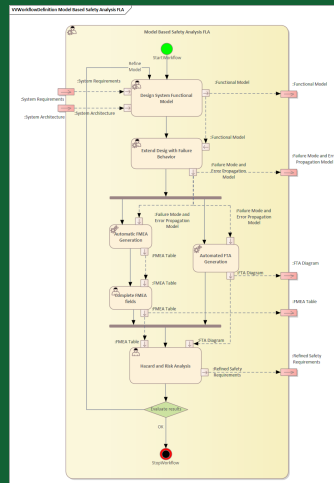 VVWorkflowDefinition Model Based Safety Analysis FLA
Model Based Safety Analysis FLA
StartWorkflow
Refine
Model
:System Requirements
:System Requirements
Design System Functional
Model
:Functional Model
:Functional Model
:System Architecture
:System Architecture
:Functional Model
Extend Desig with Failure
Behavior
:Failure Mode and
Error Propagation
Model
:Failure Mode and Err
Propagation Model
:Failure Mode and
Error Propagation
Model
:Failure Mode and
Error Propagation
Model
Automatic FMEA
Generation
Automated FTA
Generation
:FMEA Table
:FTA Diagram
:FTA Diagram
Complete FMEA
fields
:FMEA Table
:FMEA Table
:FMEA Table
:FTA Diagram
Hazard and Risk Analysis
:Refined Safety
Requirements
:Refined Safety
Requirements
Evaluate results
OK
StopWorkflow